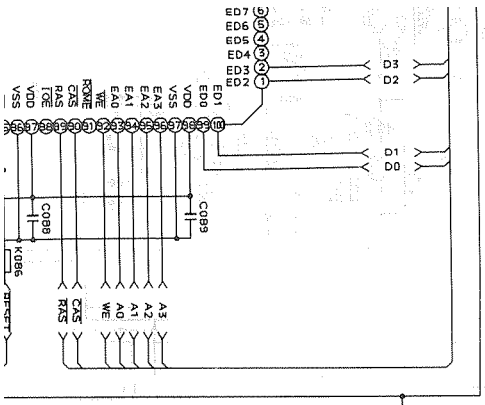 ED7 6
ED6 5
ED5 4
ED4 3
ED3 2
ED2 1
D3
D2
D1
D0
VSS
VDD
TOE
RAS
CAS
ROME
WE
EA0
EA1
EA2
EA3
VSS
VDD
ED0
ED1
C088
C089
K086
RESET
RAS
CAS
WE
A0
A1
A2
A3